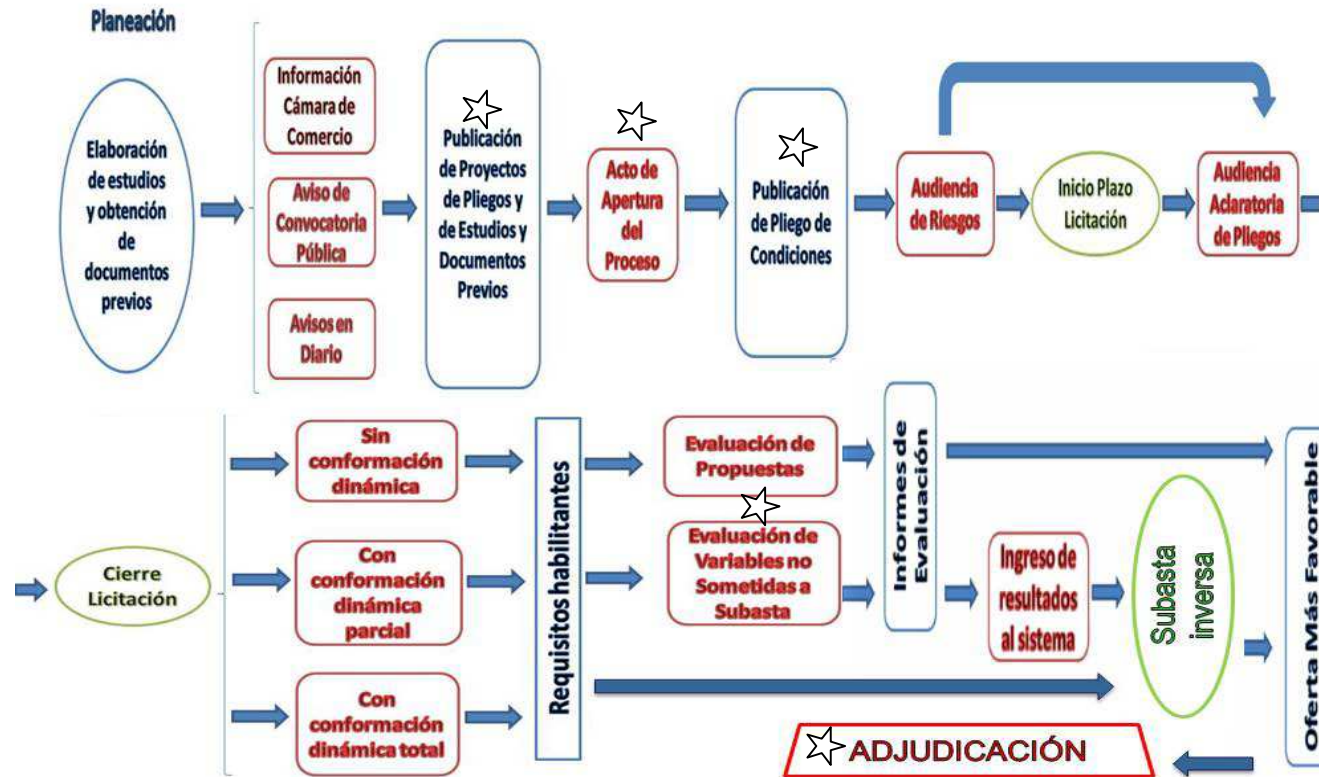 Planeación
Elaboración
de estudios
y obtención
de
documentos
previos
Información
Cámara de
Comercio
Aviso de
Convocatoria
Pública
Avisos en
Diario
Publicación
de Proyectos
de Pliegos y
de Estudios y
Documentos
Previos
Acto de
Apertura
del
Proceso
Publicación
de Pliego de
Condiciones
Audiencia
de Riesgos
Inicio Plazo
Licitación
Audiencia
Aclaratoria
de Pliegos
Cierre
Licitación
Sin
conformación
dinámica
Con
conformación
dinámica
parcial
Con
conformación
dinámica total
Requisitos habilitantes
Evaluación de
Propuestas
Evaluación de
Variables no
Sometidas a
Subasta
Informes de
Evaluación
Ingreso de
resultados
al sistema
Subasta
inversa
Oferta Más Favorable
ADJUDICACIÓN